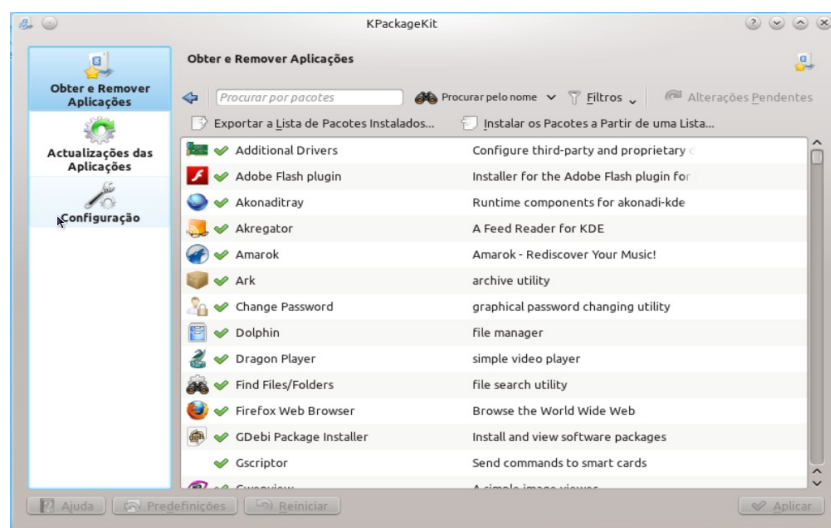 KPackageKit
Obter e Remover Aplicações
Actualizações das Aplicações
Configuração
Obter e Remover Aplicações
Procurar por pacotes Procurar pelo nome Filtros Alterações Pendentes
Exportar a Lista de Pacotes Instalados... Instalar os Pacotes a Partir de uma Lista...
Additional Drivers Configure third-party and proprietary
Adobe Flash plugin Installer for the Adobe Flash plugin for
Akonaditray Runtime components for akonadi-kde
Akregator A Feed Reader for KDE
Amarok Amarok - Rediscover Your Music!
Ark archive utility
Change Password graphical password changing utility
Dolphin file manager
Dragon Player simple video player
Find Files/Folders file search utility
Firefox Web Browser Browse the World Wide Web
GDebi Package Installer Install and view software packages
Gscriptor Send commands to smart cards
Gwenview A simple image viewer
Ajuda Predefinições Reiniciar Aplicar